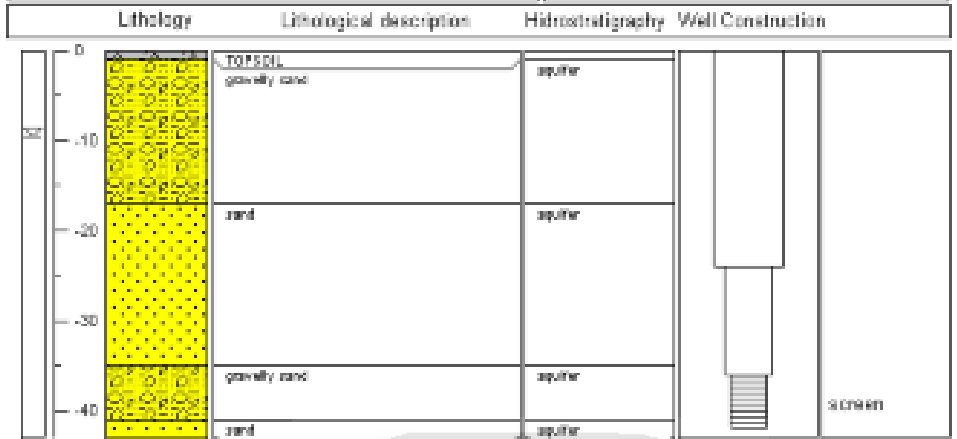 Lithology Lithological description Hidrostratigraphy Well Construction
0
TOPSOIL
gravelly sand aquifer
-10
sand aquifer
-20
-30
gravelly sand aquifer
-40
screen
sand aquifer